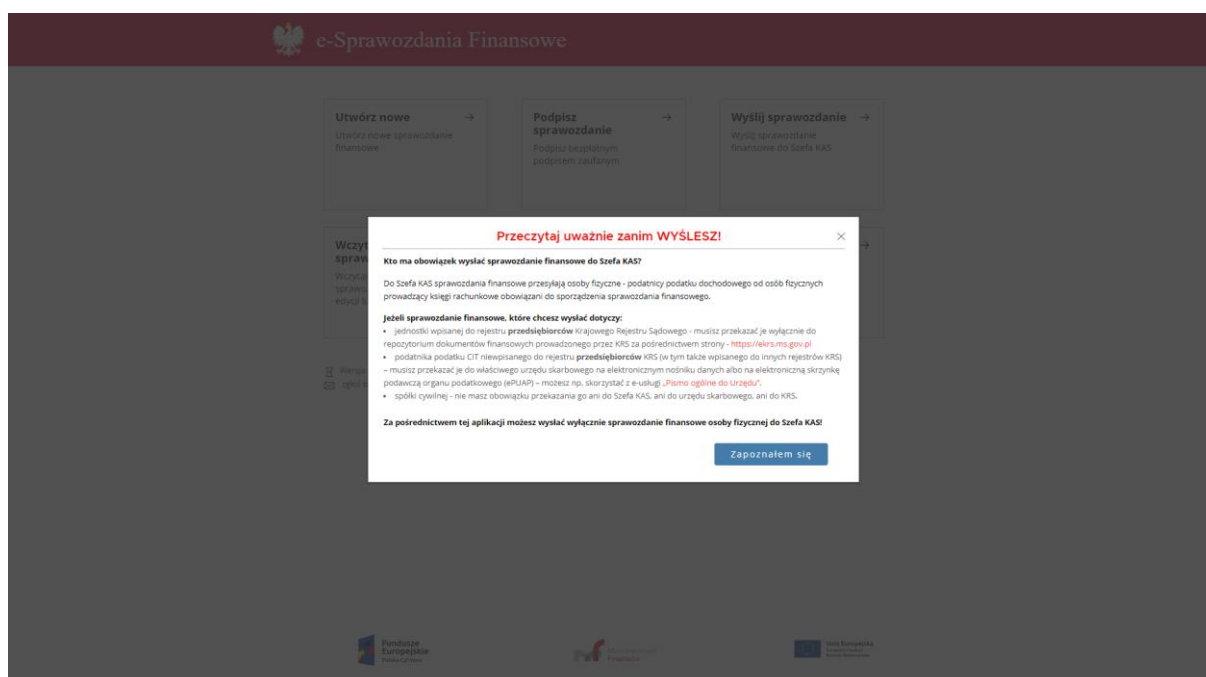 e-Sprawozdania Finansowe
Utwórz nowe →
Utwórz nowe sprawozdanie
finansowe
Podpisz →
sprawozdanie
Podpisz bezpłatnym
podpisem zaufanym
Wyślij sprawozdanie →
Wyślij sprawozdanie
finansowe do Szefa KAS
Przeczytaj uważnie zanim WYŚLESZ!
Kto ma obowiązek wysłać sprawozdanie finansowe do Szefa KAS?
Do Szefa KAS sprawozdania finansowe przesyłają osoby fizyczne - podatnicy podatku dochodowego od osób fizycznych
prowadzący księgi rachunkowe obowiązani do sporządzenia sprawozdania finansowego.
Jeżeli sprawozdanie finansowe, które chcesz wysłać dotyczy:
• jednostki wpisanej do rejestru przedsiębiorców Krajowego Rejestru Sądowego - musisz przekazać je wyłącznie do
repozytorium dokumentów finansowych prowadzonego przez KRS za pośrednictwem strony - https://ekrs.ms.gov.pl
• podatnika podatku CIT niewpisanego do rejestru przedsiębiorców KRS (w tym także wpisanego do innych rejestrów KRS)
– musisz przekazać je do właściwego urzędu skarbowego na elektronicznym nośniku danych albo na elektroniczną skrzynkę
podawczą organu podatkowego (ePUAP) – możesz np. skorzystać z e-usługi „Pismo ogólne do Urzędu”.
• spółki cywilnej - nie masz obowiązku przekazania go ani do Szefa KAS, ani do urzędu skarbowego, ani do KRS.
Za pośrednictwem tej aplikacji możesz wysłać wyłącznie sprawozdanie finansowe osoby fizycznej do Szefa KAS!
Zapoznałem się
Fundusze
Europejskie
Polska Cyfrowa
Finansów
Unia Europejska